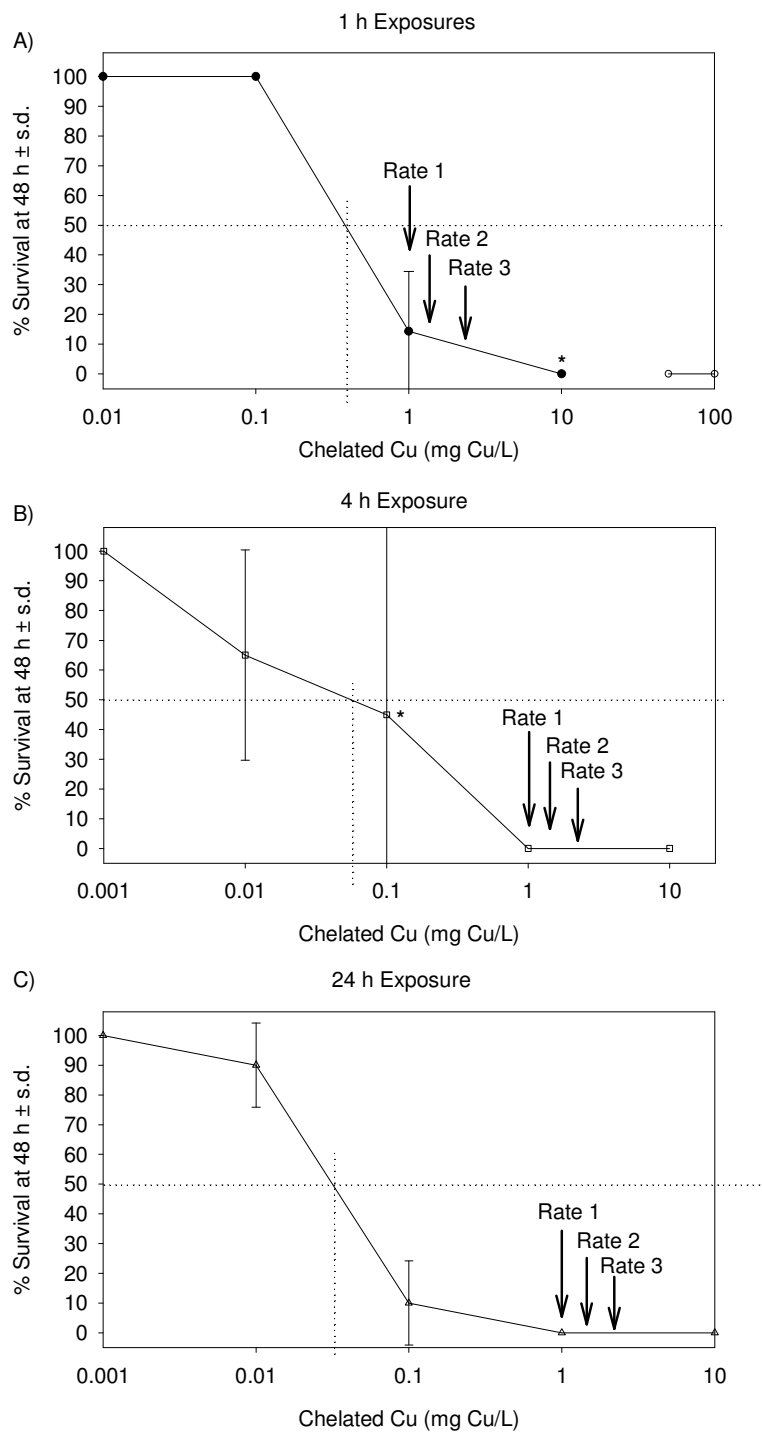 1 h Exposures
A)
100
90
80
70
60
50
40
30
20
10
0
% Survival at 48 h ± s.d.
Rate 1
Rate 2
Rate 3
*
0.01 0.1 1 10 100
Chelated Cu (mg Cu/L)
4 h Exposure
B)
100
90
80
70
60
50
40
30
20
10
0
% Survival at 48 h ± s.d.
*
Rate 1
Rate 2
Rate 3
0.001 0.01 0.1 1 10
Chelated Cu (mg Cu/L)
24 h Exposure
C)
100
90
80
70
60
50
40
30
20
10
0
% Survival at 48 h ± s.d.
Rate 1
Rate 2
Rate 3
0.001 0.01 0.1 1 10
Chelated Cu (mg Cu/L)